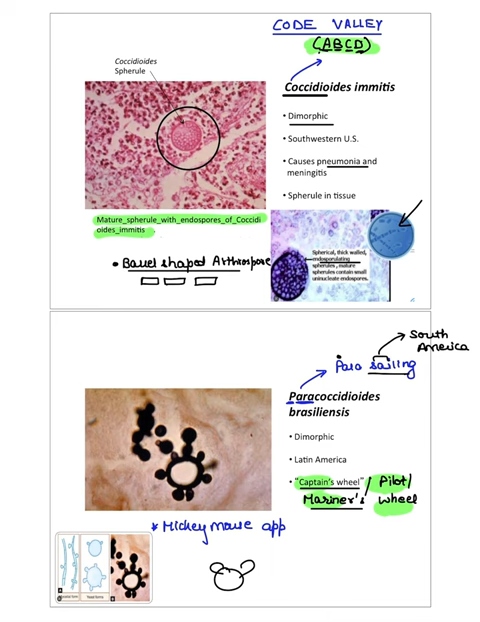 CODE VALLEY
(ABCD)
Coccidioides
Spherule
Coccidioides immitis
• Dimorphic
• Southwestern U.S.
• Causes pneumonia and
meningitis
• Spherule in tissue
Mature_spherule_with_endospores_of_Coccidi
oides_immitis .
• Barrel shaped Arthrospore
Spherical, thick walled,
endosporulating
spherules, mature
spherules contain small
uninucleate endospores.
South
America
Para sailing
Paracoccidioides
brasiliensis
• Dimorphic
• Latin America
• "Captain's wheel" / Pilot/
Mariner's wheel
* Mickey mouse app